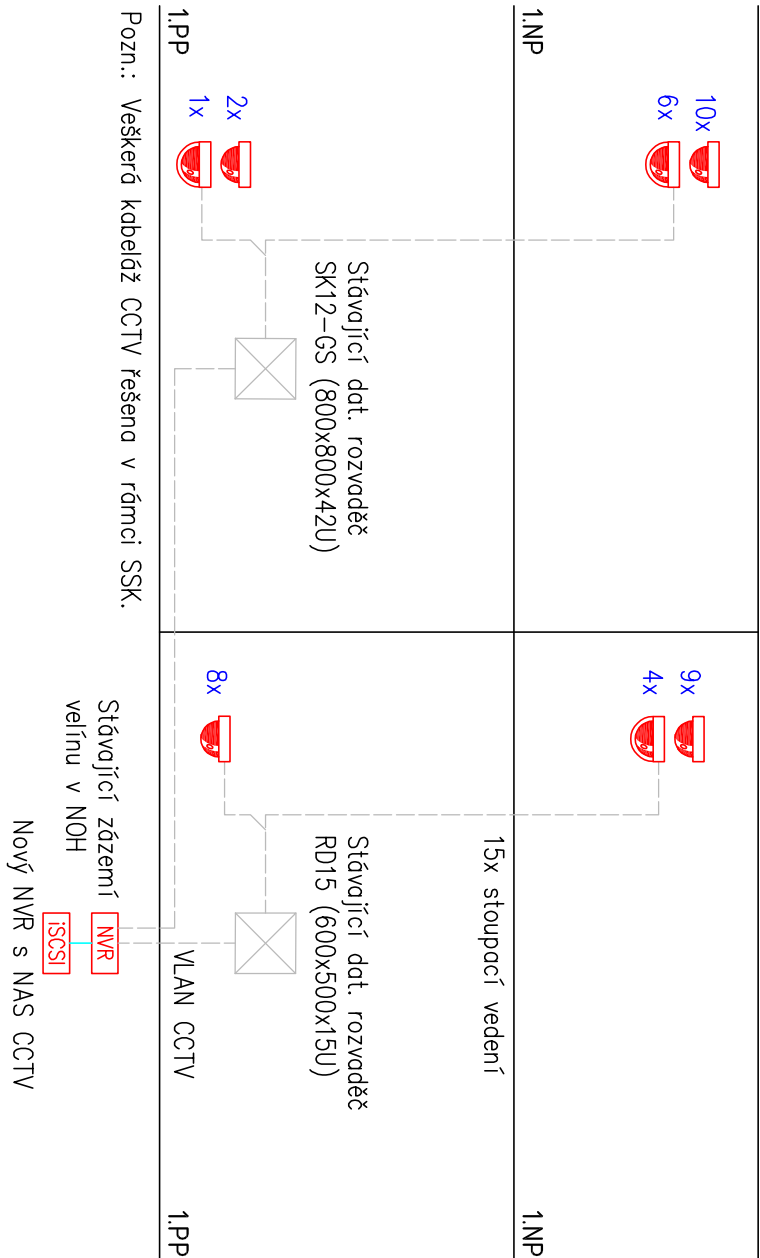 1.NP
1.NP
10x
6x
9x
4x
15x stoupací vedení
Stávající dat. rozvaděč
SK12-GS (800x800x42U)
Stávající dat. rozvaděč
RD15 (600x500x15U)
2x
1x
8x
1.PP
1.PP
VLAN CCTV
Pozn.: Veškerá kabeláž CCTV řešena v rámci SSK.
Stávající zázemí
velínu v NOH
NVR
iSCSI
Nový NVR s NAS CCTV